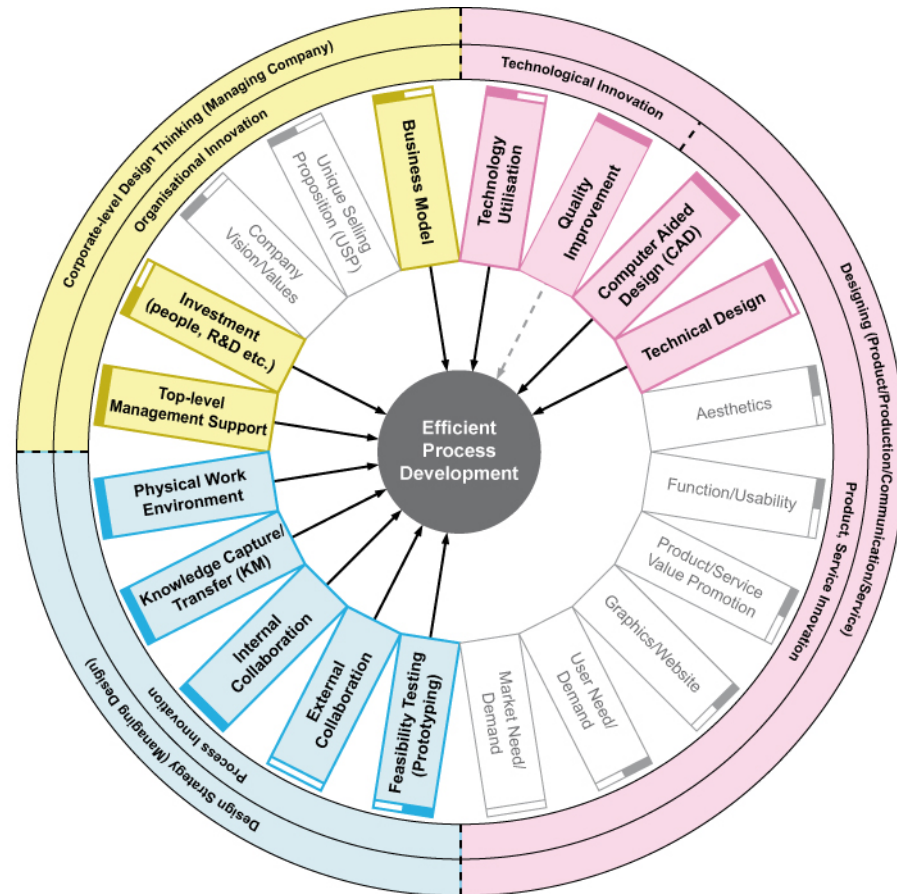 Corporate-level Design Thinking (Managing Company)
Organisational Innovation
Technological Innovation
Designing (Product/Production/Communication/Service)
Product, Service Innovation
Design Strategy (Managing Design)
Process Innovation
Business Model
Technology
Utilisation
Quality
Improvement
Computer Aided
Design (CAD)
Technical Design
Aesthetics
Function/Usability
Product/Service
Value Promotion
Graphics/Website
User Need/
Demand
Market Need/
Demand
Feasibility Testing
(Prototyping)
External
Collaboration
Internal
Collaboration
Knowledge Capture/
Transfer (KM)
Physical Work
Environment
Top-level
Management Support
Investment
(people, R&D etc.)
Company
Vision/Values
Unique Selling
Proposition (USP)
Efficient
Process
Development